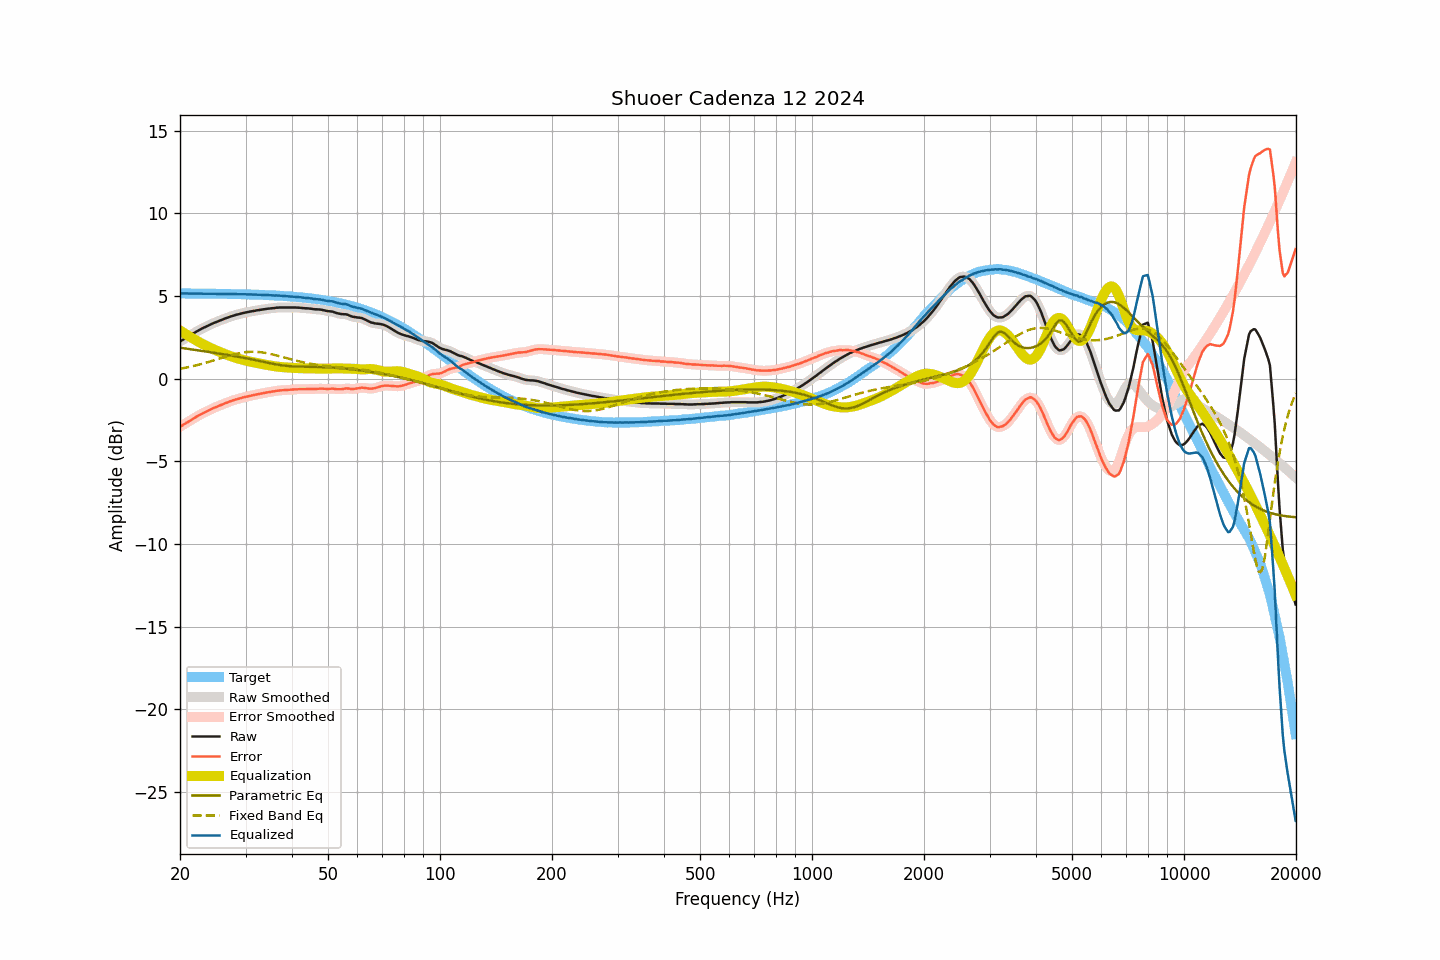 Shuoer Cadenza 12 2024
Amplitude (dBr)
15
10
5
0
−5
−10
−15
−20
−25
Target
Raw Smoothed
Error Smoothed
Raw
Error
Equalization
Parametric Eq
Fixed Band Eq
Equalized
20 50 100 200 500 1000 2000 5000 10000 20000
Frequency (Hz)